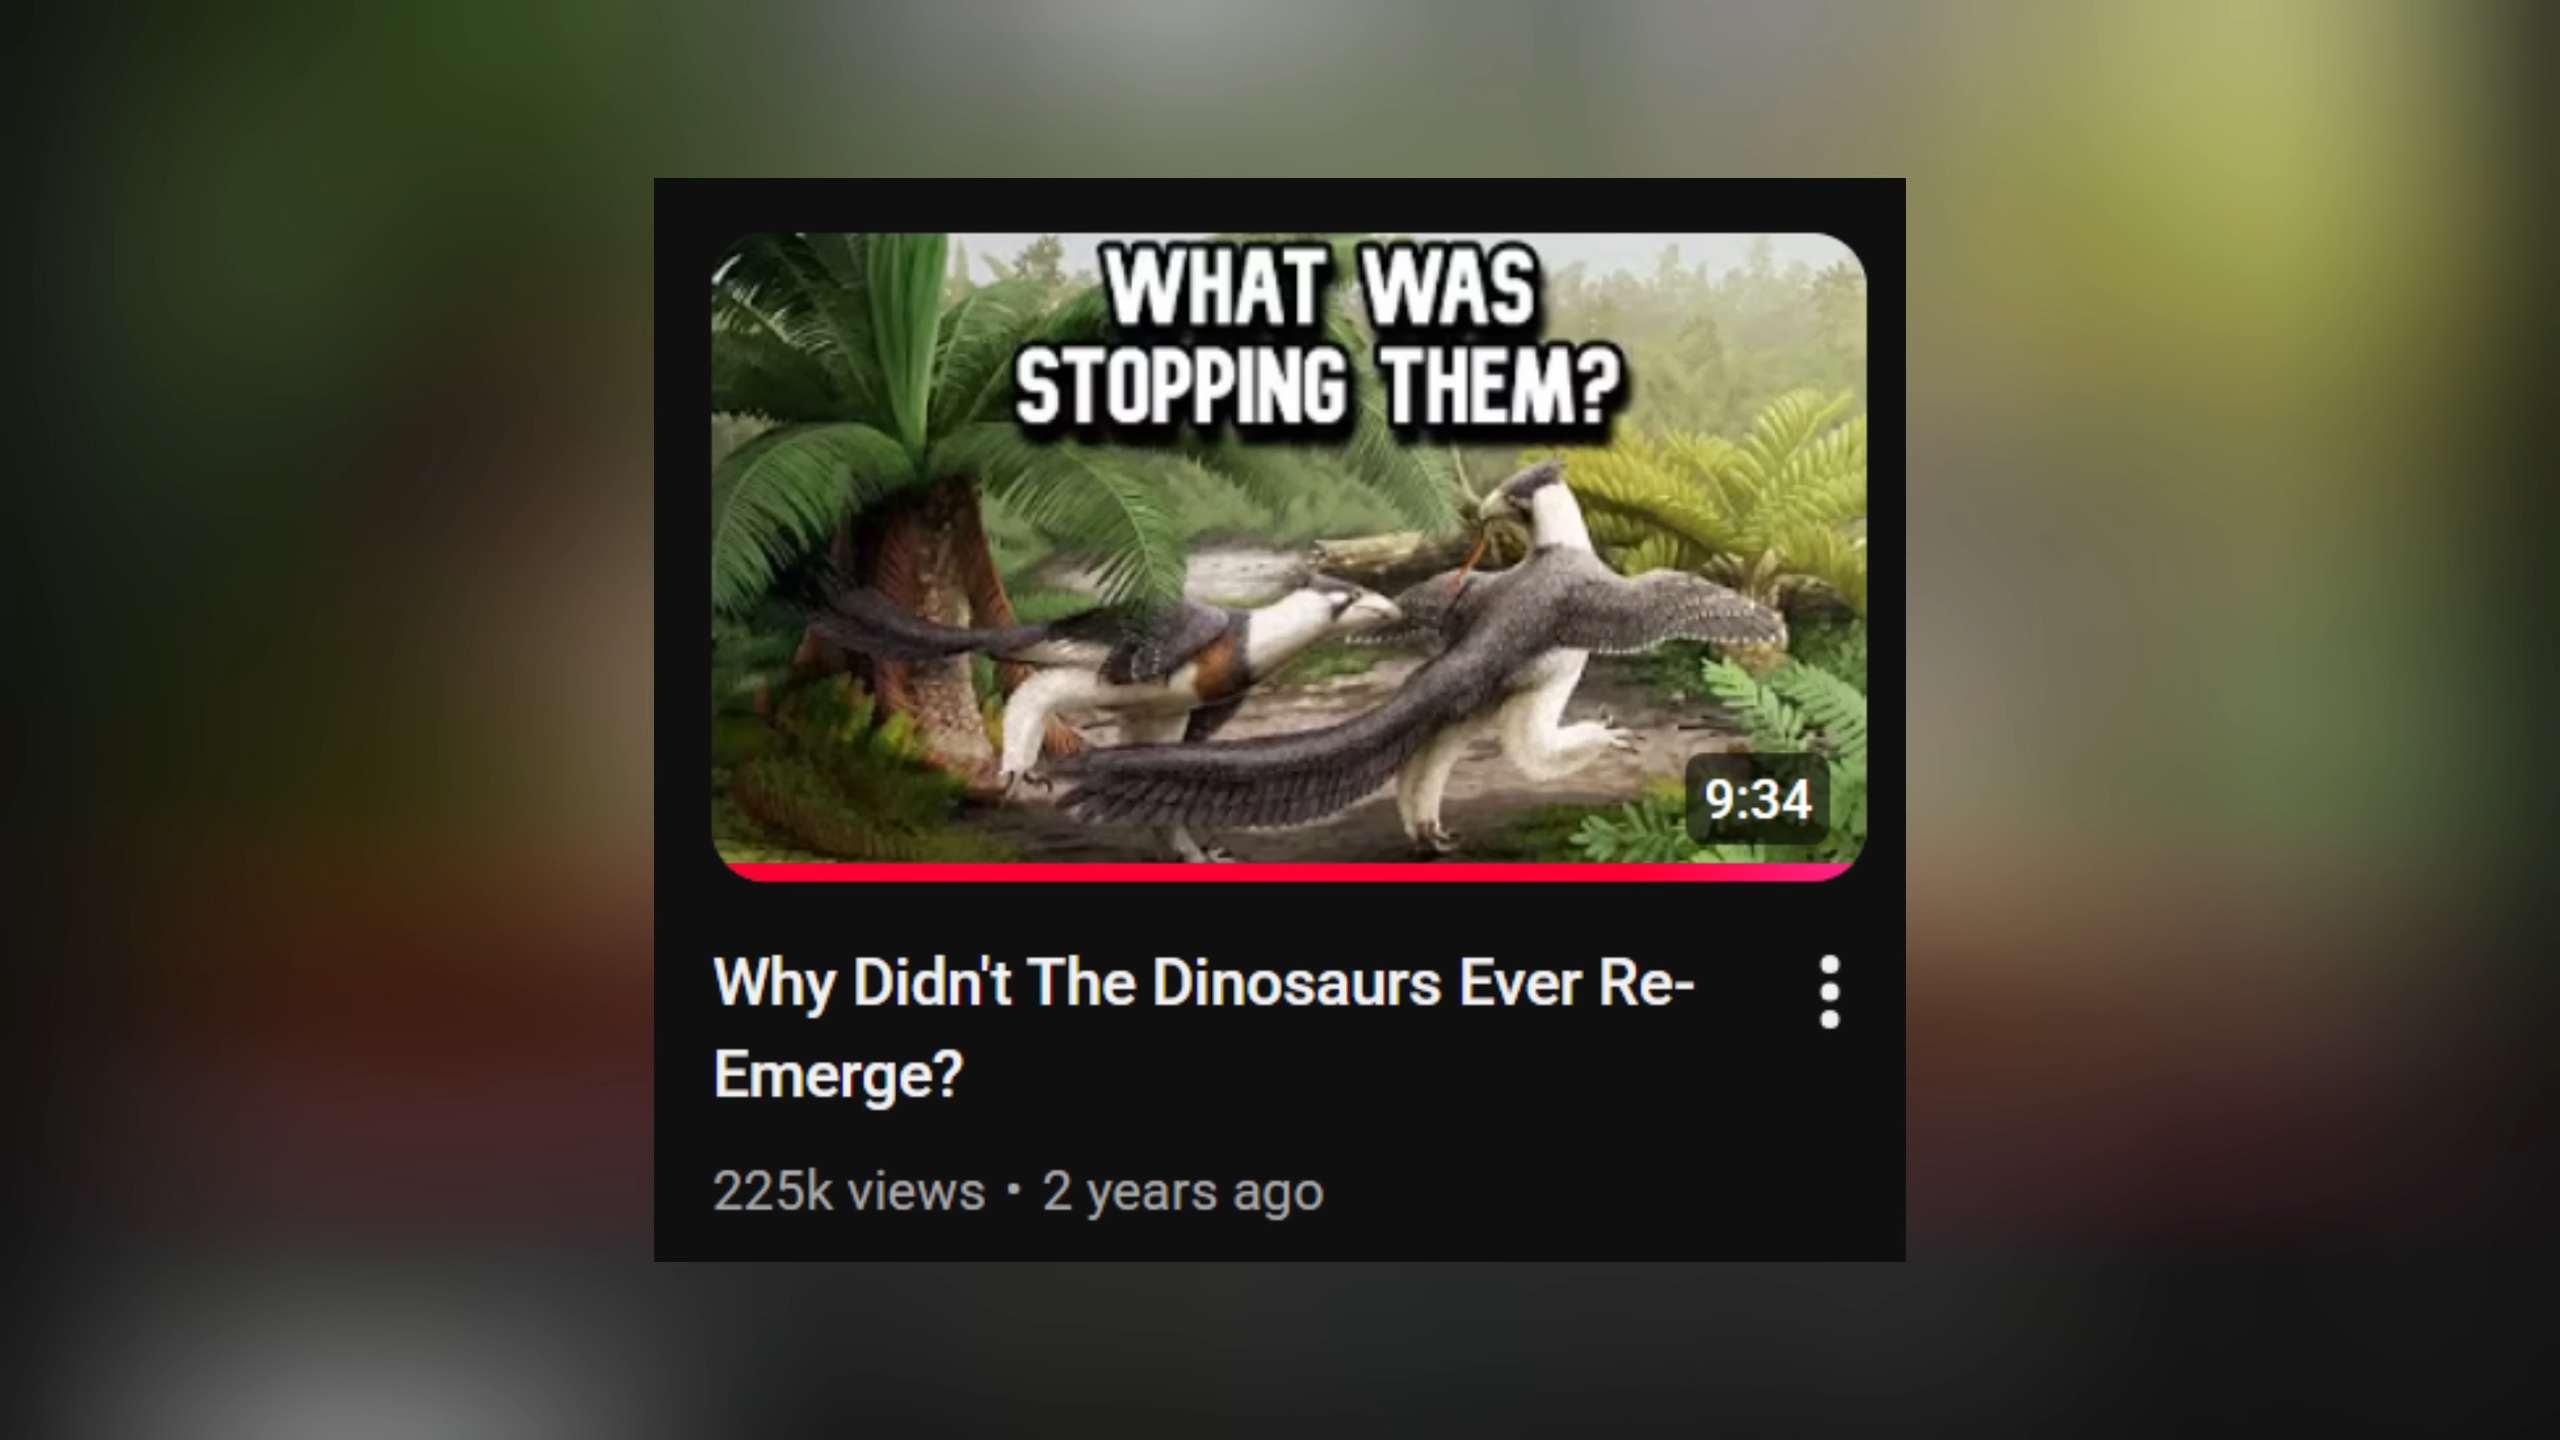 WHAT WAS
STOPPING THEM?
9:34
Why Didn't The Dinosaurs Ever Re-
Emerge?
225k views • 2 years ago